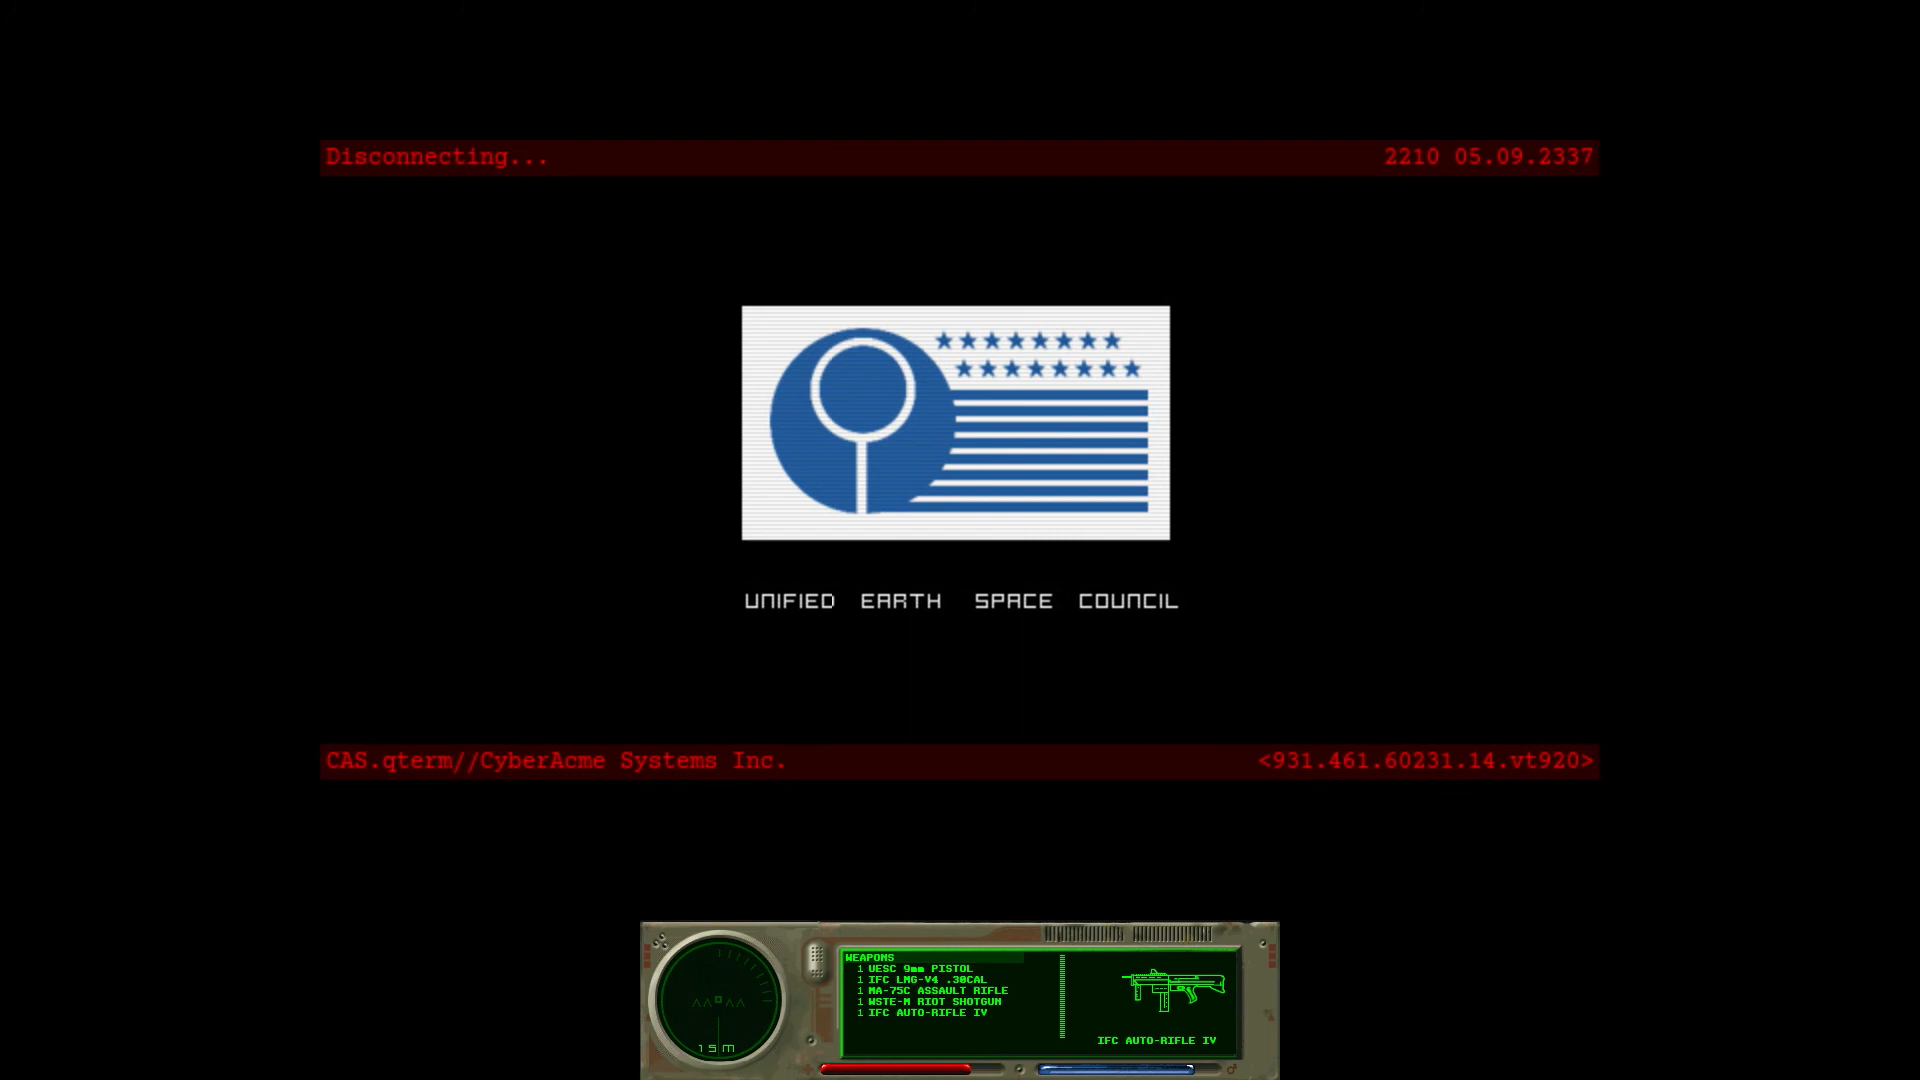 Disconnecting... 2210 05.09.2337
UNIFIED EARTH SPACE COUNCIL
CAS.qterm//CyberAcme Systems Inc. <931.461.60231.14.vt920>
WEAPONS
1 UESC 9mm PISTOL
1 IFC LMG-V4 .30CAL
1 MA-75C ASSAULT RIFLE
1 WSTE-M RIOT SHOTGUN
1 IFC AUTO-RIFLE IV
IFC AUTO-RIFLE IV
15M